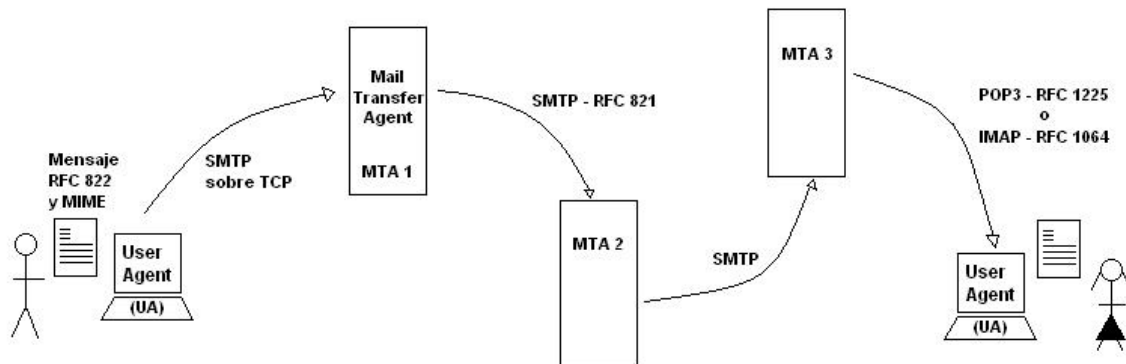 Mensaje
RFC 822
y MIME
User
Agent
(UA)
SMTP
sobre TCP
Mail
Transfer
Agent
MTA 1
SMTP - RFC 821
MTA 2
SMTP
MTA 3
POP3 - RFC 1225
o
IMAP - RFC 1064
User
Agent
(UA)